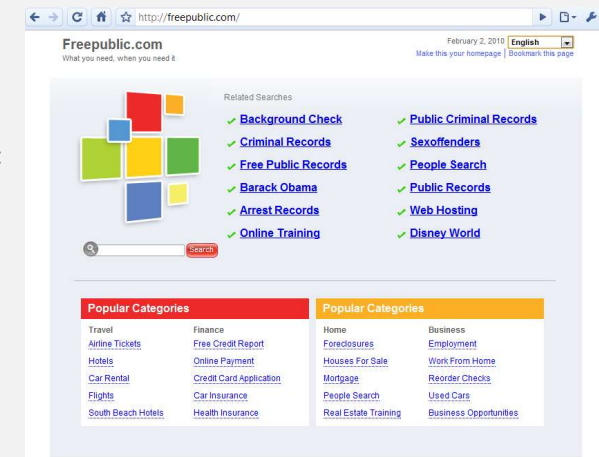 http://freepublic.com/
Freepublic.com
What you need, when you need it
February 2, 2010 English
Make this your homepage | Bookmark this page
Related Searches
Background Check
Public Criminal Records
Criminal Records
Sexoffenders
Free Public Records
People Search
Barack Obama
Public Records
Arrest Records
Web Hosting
Online Training
Disney World
Search
Popular Categories
Travel
Finance
Airline Tickets
Free Credit Report
Hotels
Online Payment
Car Rental
Credit Card Application
Flights
Car Insurance
South Beach Hotels
Health Insurance
Popular Categories
Home
Business
Foreclosures
Employment
Houses For Sale
Work From Home
Mortgage
Reorder Checks
People Search
Used Cars
Real Estate Training
Business Opportunities